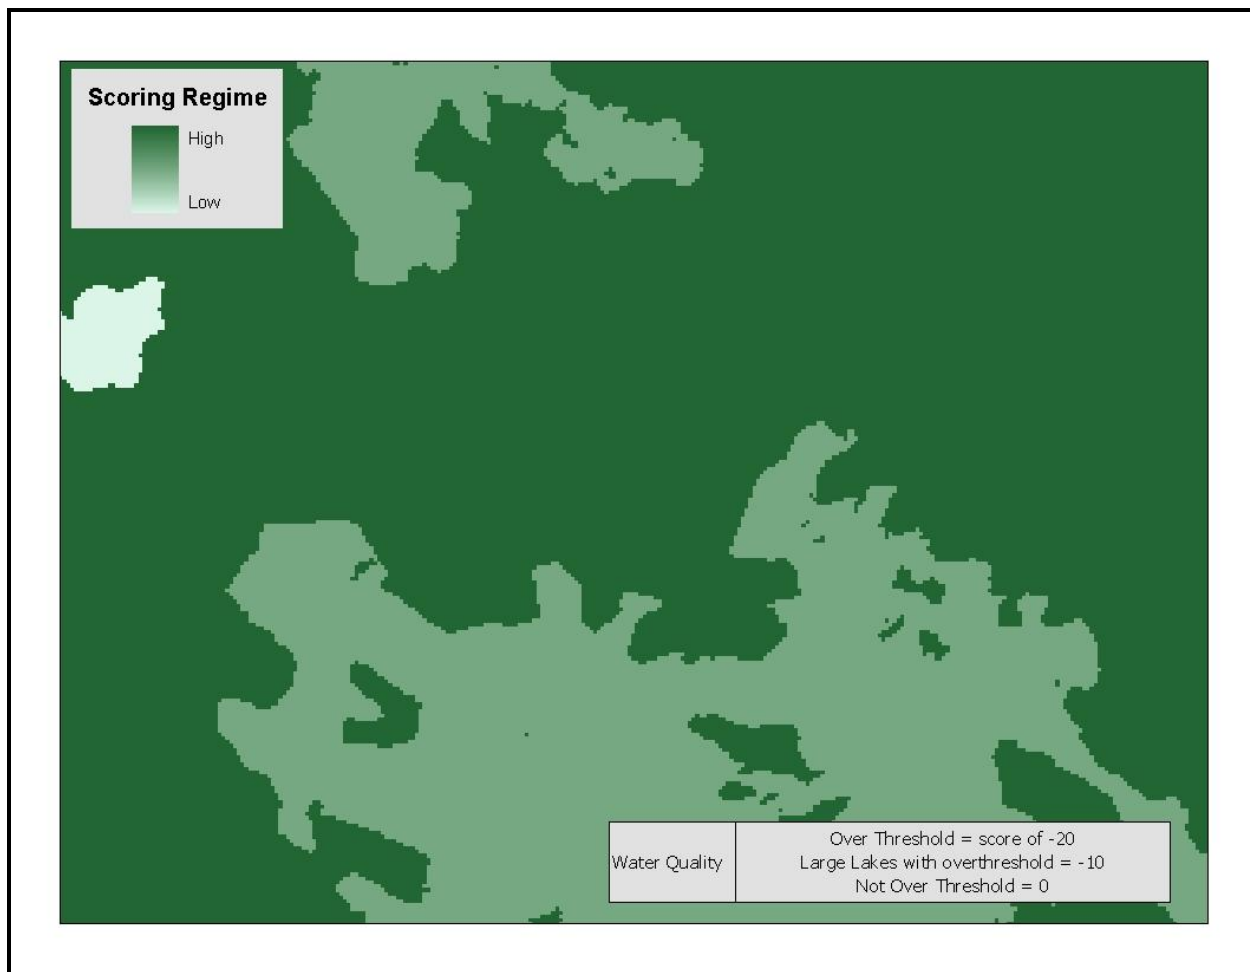 Scoring Regime
High
Low
Water Quality
Over Threshold = score of -20
Large Lakes with overthreshold = -10
Not Over Threshold = 0